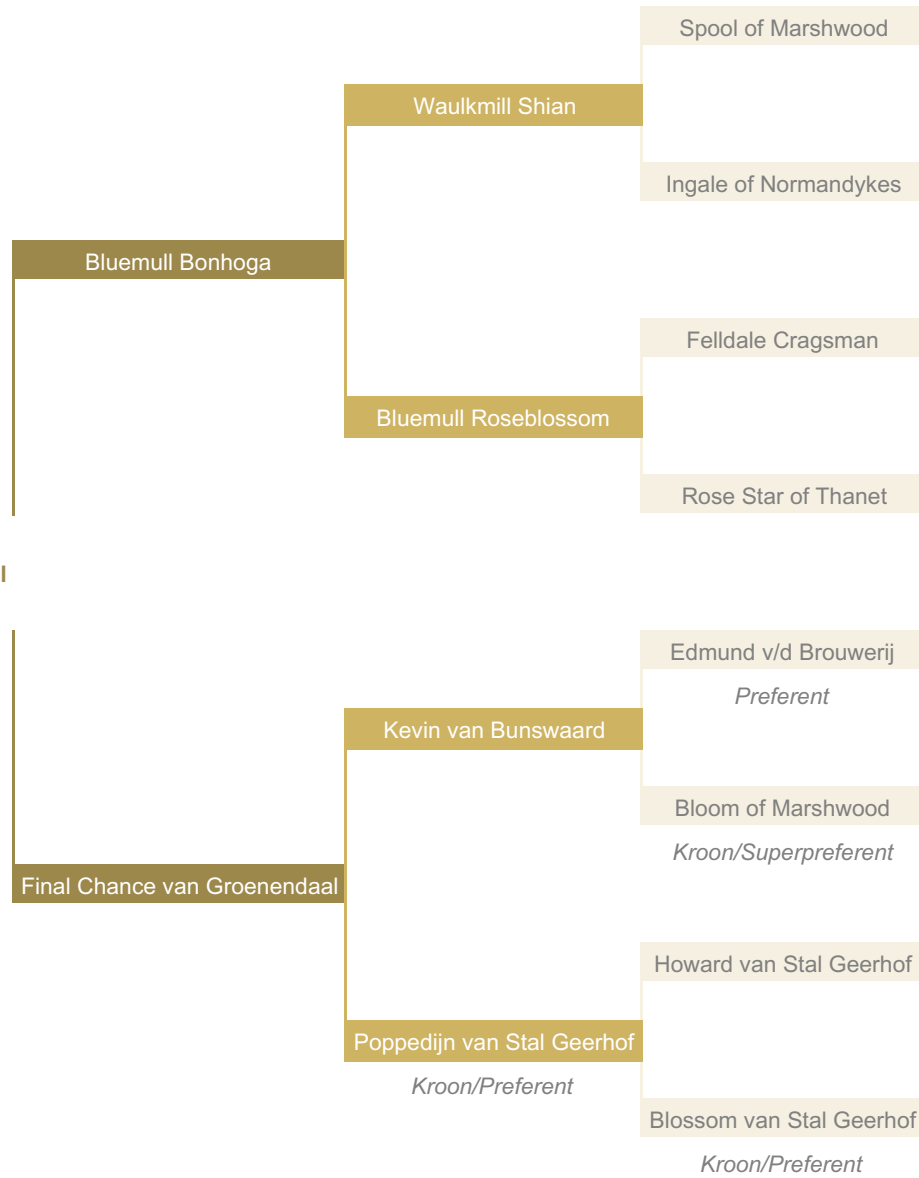 Spool of Marshwood
Waulkmill Shian
Ingale of Normandykes
Bluemull Bonhoga
Felldale Cragsman
Bluemull Roseblossom
Rose Star of Thanet
Edmund v/d Brouwerij
Preferent
Kevin van Bunswaard
Bloom of Marshwood
Kroon/Superpreferent
Final Chance van Groenendaal
Howard van Stal Geerhof
Poppedijn van Stal Geerhof
Kroon/Preferent
Blossom van Stal Geerhof
Kroon/Preferent